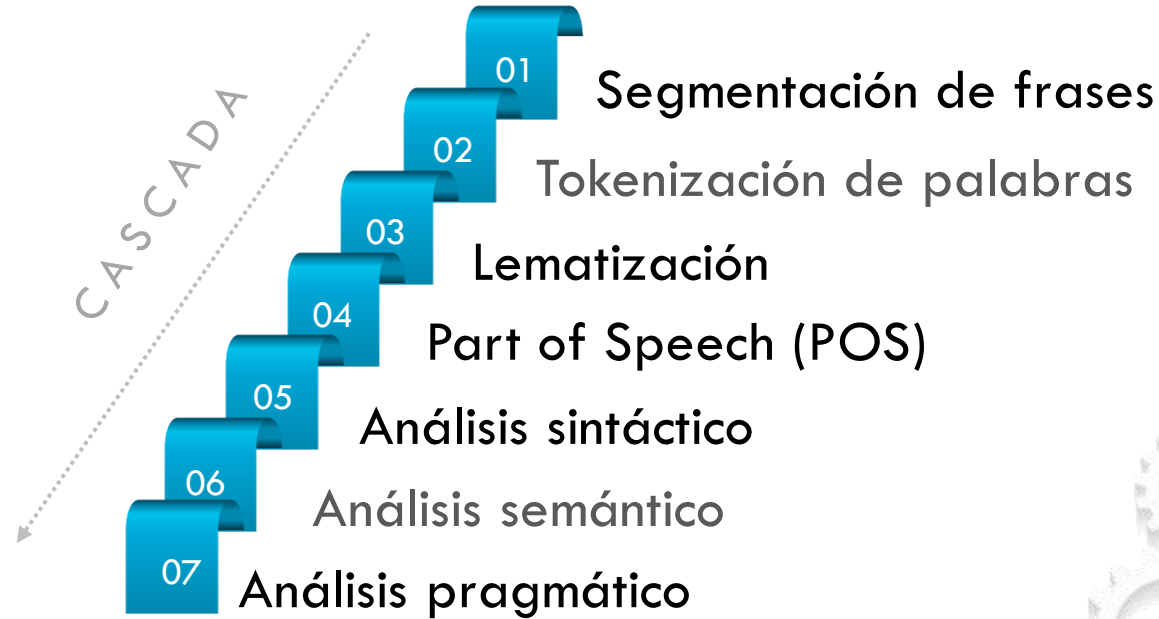 CASCADA
01 Segmentación de frases
02 Tokenización de palabras
03 Lematización
04 Part of Speech (POS)
05 Análisis sintáctico
06 Análisis semántico
07 Análisis pragmático